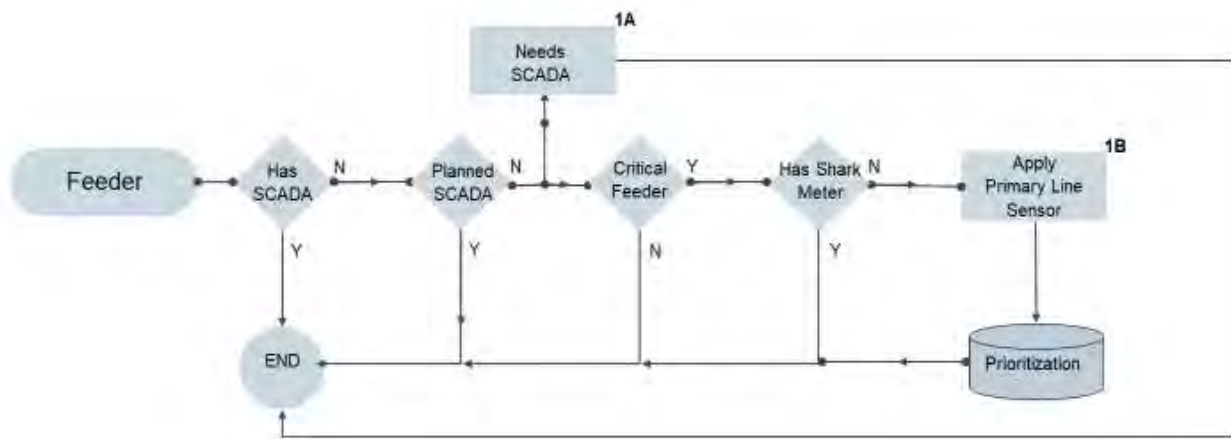 1A
Needs
SCADA
1B
Feeder
Has
SCADA
N
Planned
SCADA
N
Critical
Feeder
Y
Has Shark
Meter
N
Apply
Primary Line
Sensor
Y
Y
N
Y
END
Prioritization